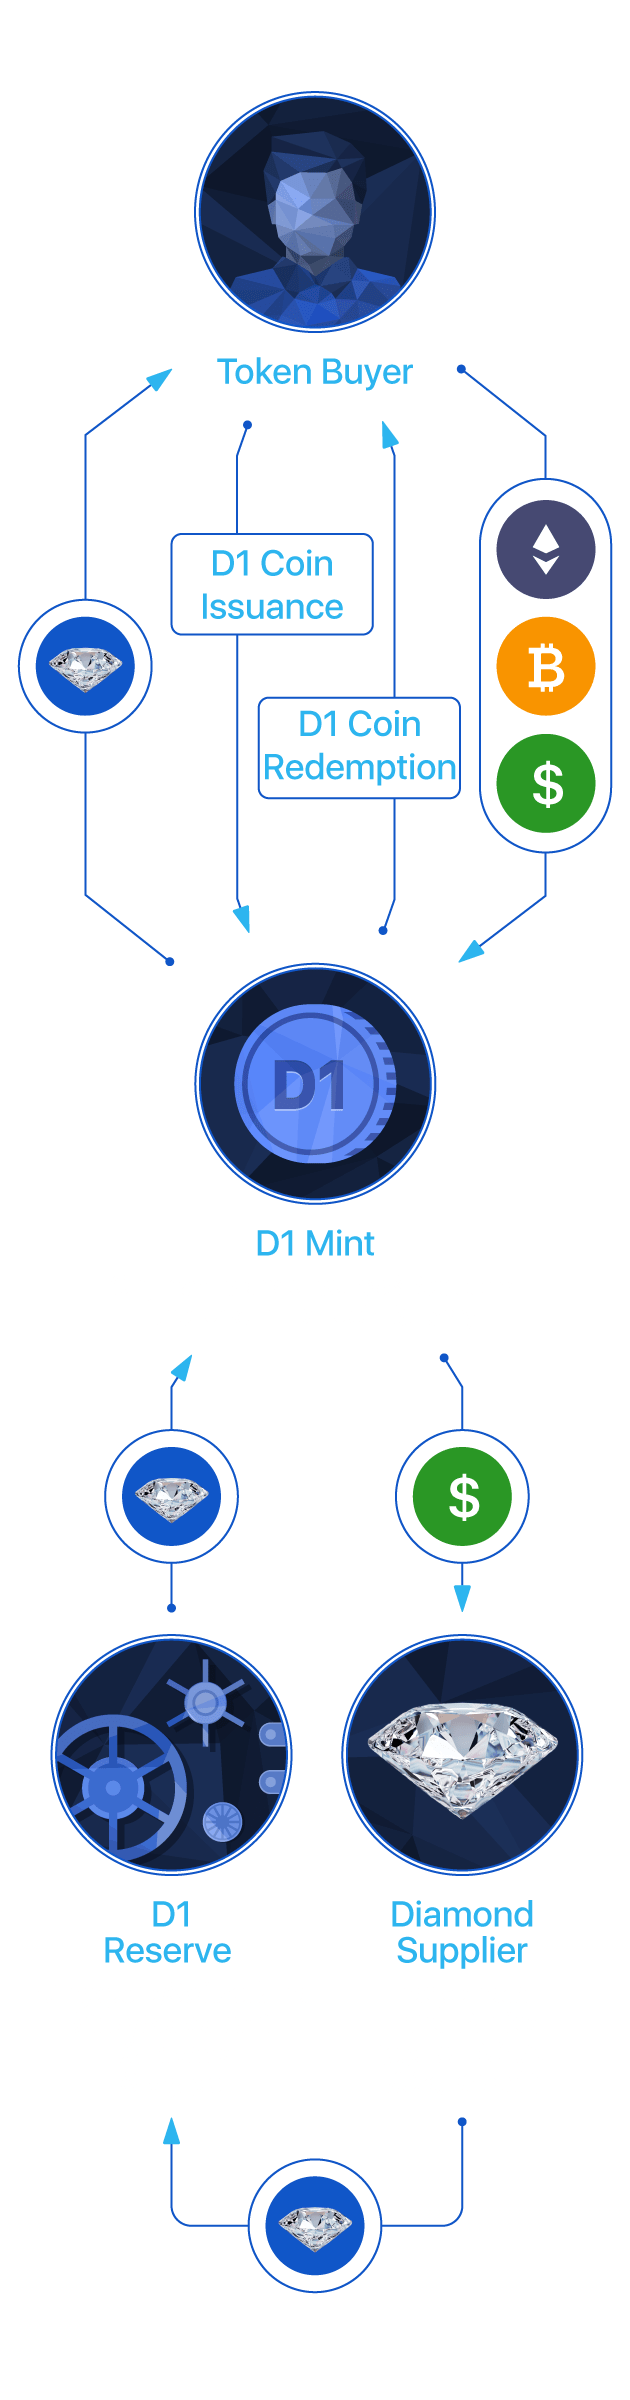 Token Buyer
D1 Coin
Issuance
D1 Coin
Redemption
$
D1
D1 Mint
$
D1
Reserve
Diamond
Supplier